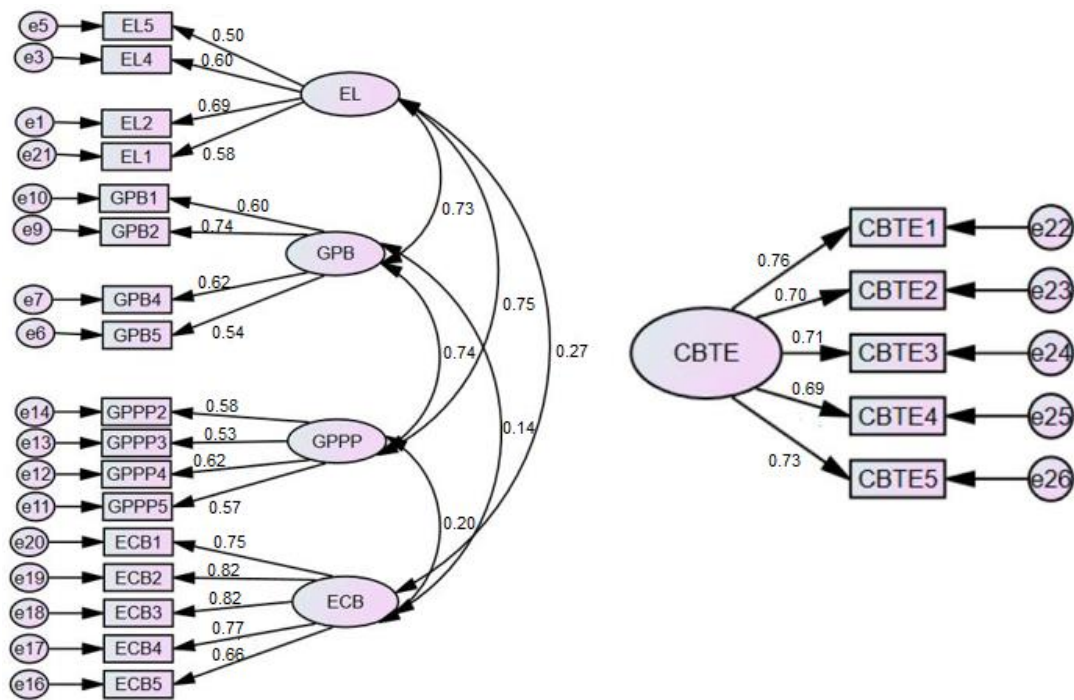 e5 EL5 0.50
e3 EL4 0.60
EL
e1 EL2 0.69
e21 EL1 0.58
e10 GPB1 0.60
0.73
e9 GPB2 0.74
GPB
e7 GPB4 0.62
0.75
e6 GPB5 0.54
0.74
0.27
e14 GPPP2 0.58
e13 GPPP3 0.53
GPPP
0.14
e12 GPPP4 0.62
e11 GPPP5 0.57
0.20
e20 ECB1 0.75
e19 ECB2 0.82
ECB
e18 ECB3 0.82
e17 ECB4 0.77
e16 ECB5 0.66
0.76 CBTE1 e22
0.70 CBTE2 e23
CBTE 0.71 CBTE3 e24
0.69 CBTE4 e25
0.73 CBTE5 e26